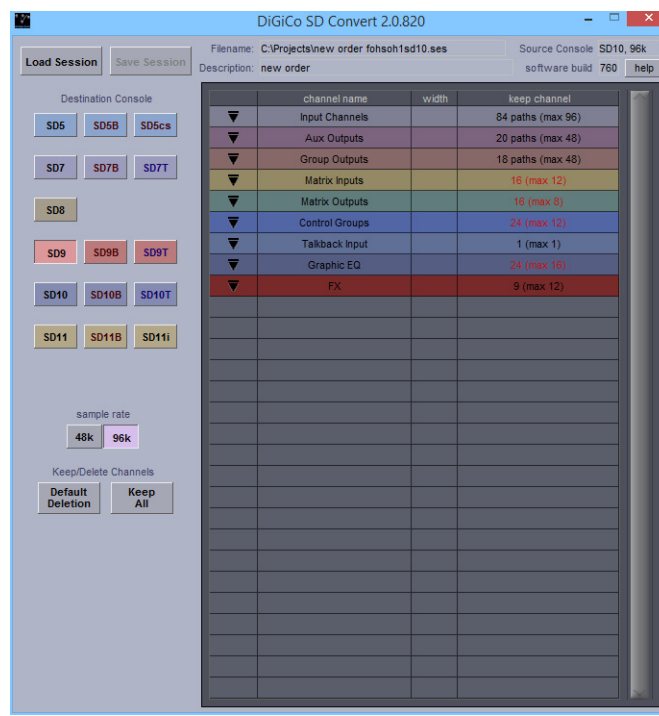 DiGiCo SD Convert 2.0.820
Load Session
Save Session
Filename: C:\Projects\new order fohsoh1sd10.ses
Source Console SD10, 96k
Description: new order
software build 760
help
Destination Console
SD5 SD5B SD5cs
SD7 SD7B SD7T
SD8
SD9 SD9B SD9T
SD10 SD10B SD10T
SD11 SD11B SD11i
sample rate
48k 96k
Keep/Delete Channels
Default Deletion
Keep All
channel name width keep channel
Input Channels 84 paths (max 96)
Aux Outputs 20 paths (max 48)
Group Outputs 18 paths (max 48)
Matrix Inputs 16 (max 12)
Matrix Outputs 16 (max 8)
Control Groups 24 (max 12)
Talkback Input 1 (max 1)
Graphic EQ 24 (max 16)
FX 9 (max 12)